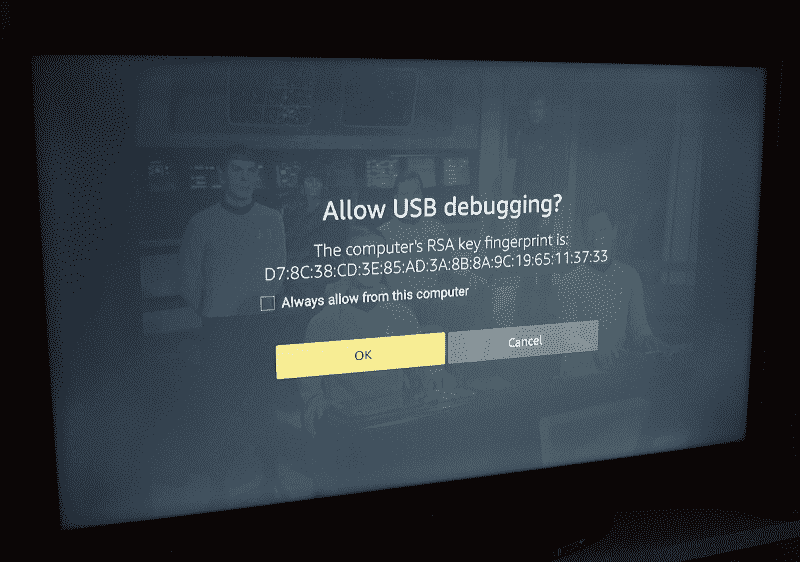 Allow USB debugging?
The computer's RSA key fingerprint is:
D7:8C:38:CD:3E:85:AD:3A:8B:8A:9C:19:65:11:37:33
Always allow from this computer
OK
Cancel